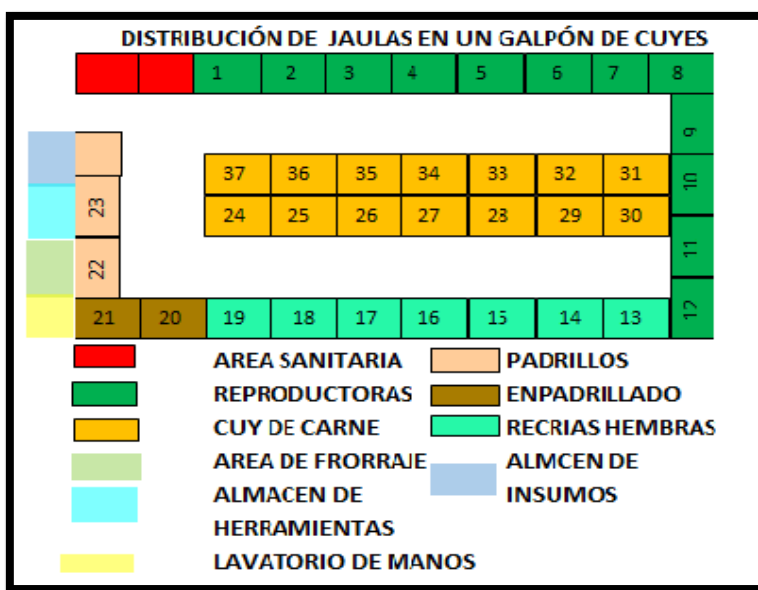 DISTRIBUCIÓN DE JAULAS EN UN GALPÓN DE CUYES
1 2 3 4 5 6 7 8
9
37 36 35 34 33 32 31
10
23
24 25 26 27 28 29 30
22
11
21 20 19 18 17 16 15 14 13
12
AREA SANITARIA
PADRILLOS
REPRODUCTORAS
ENPADRILLADO
CUY DE CARNE
RECRIAS HEMBRAS
AREA DE FRORRAJE
ALMCEN DE
INSUMOS
ALMACEN DE
HERRAMIENTAS
LAVATORIO DE MANOS